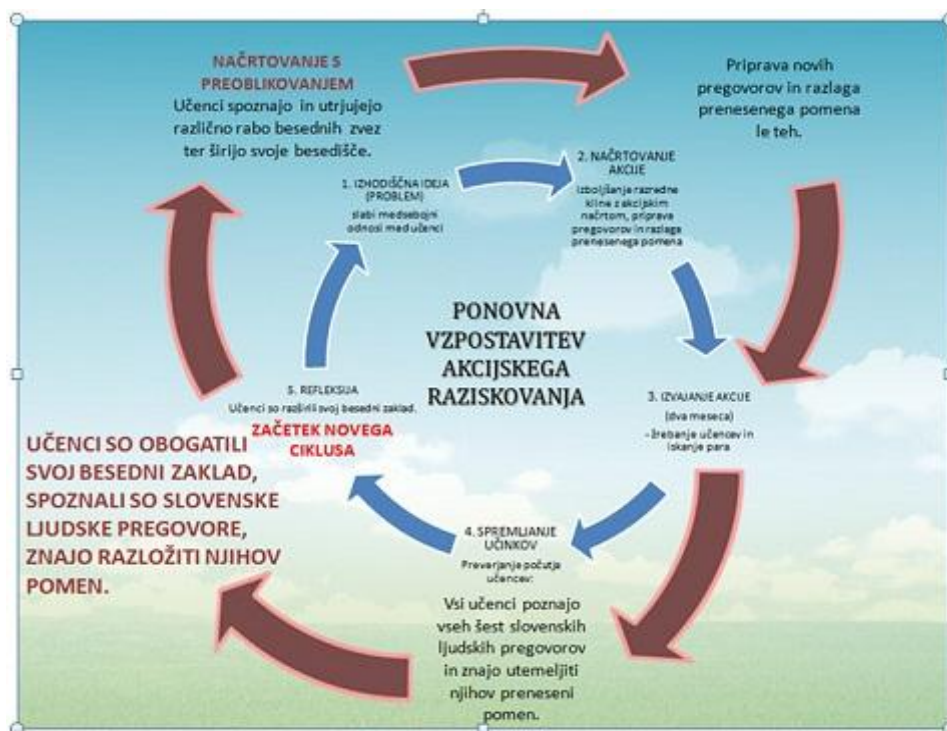 NAČRTOVANJE S
PREOBLIKOVANJEM
Učenci spoznajo in utrjujejo
različno rabo besednih zvez
ter širijo svoje besedišče.
Priprava novih
pregovorov in razlaga
prenesenega pomena
le teh.
1. IZHODIŠČNA IDEJA
(PROBLEM)
slabi medsebojni
odnosi med učenci
2. NAČRTOVANJE
AKCIJE
Izboljšanje razredne
kline z akcijskim
načrtom, priprava
pregovorov in razlaga
prenesenega pomena
PONOVNA
VZPOSTAVITEV
AKCIJSKEGA
RAZISKOVANJA
3. IZVAJANJE AKCIJE
(dva meseca)
- žrebanje učencev in
iskanje para
4. SPREMLJANJE
UČINKOV
Preverjanje počutja
učencev:
Vsi učenci poznajo
vseh šest slovenskih
ljudskih pregovorov
in znajo utemeljiti
njihov preneseni
pomen.
5. REFLEKSIJA
Učenci so razširili svoj besedni zaklad.
ZAČETEK NOVEGA
CIKLUSA
UČENCI SO OBOGATILI
SVOJ BESEDNI ZAKLAD,
SPOZNALI SO SLOVENSKE
LJUDSKE PREGOVORE,
ZNAJO RAZLOŽITI NJIHOV
POMEN.